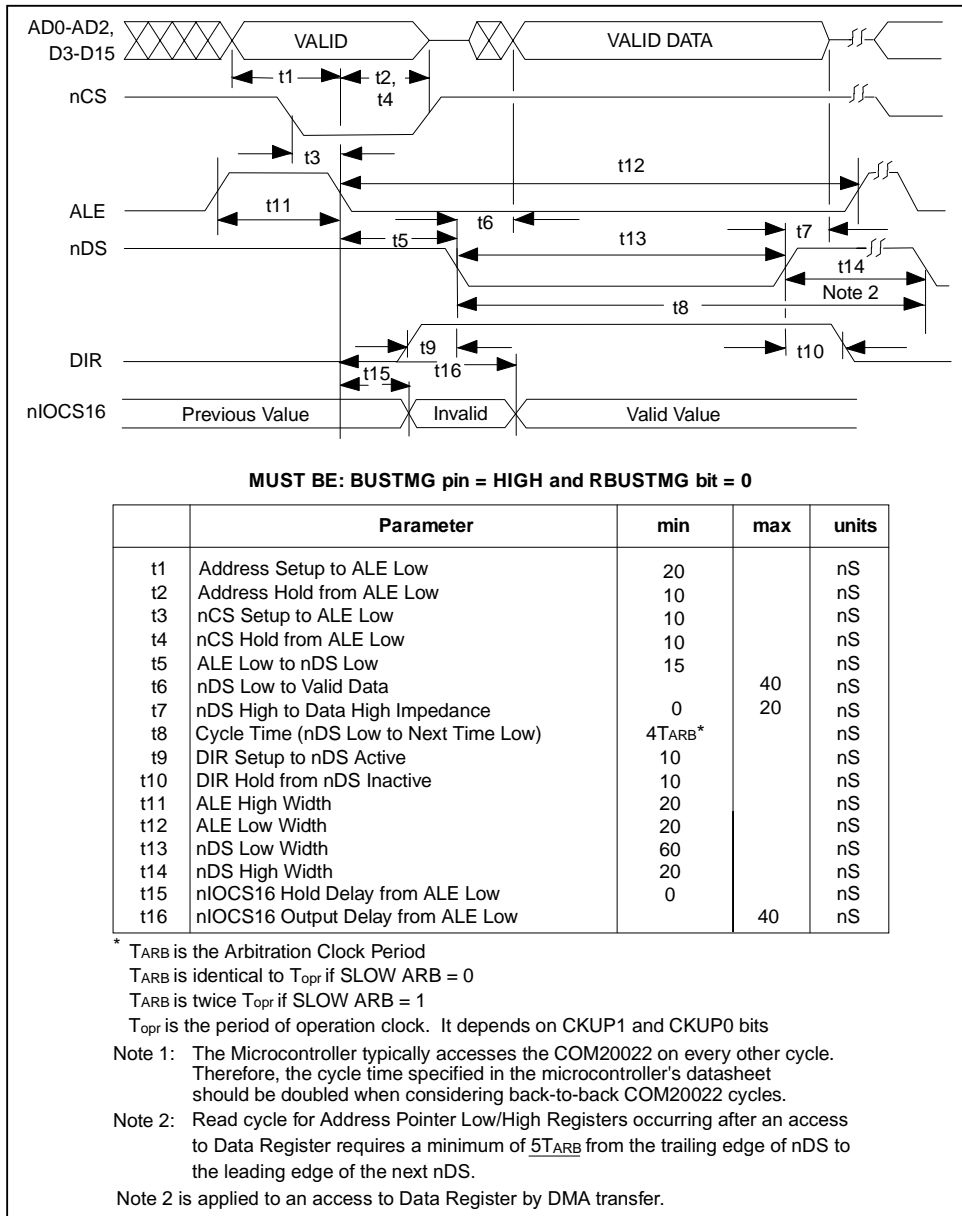 AD0-AD2,
D3-D15
VALID
VALID DATA
t1
t2,
t4
nCS
t3
t12
ALE
t11
t6
nDS
t5
t13
t7
t14
Note 2
t8
DIR
t9
t10
t15
t16
nIOCS16
Previous Value
Invalid
Valid Value
MUST BE: BUSTMG pin = HIGH and RBUSTMG bit = 0
Parameter min max units
t1 Address Setup to ALE Low 20 nS
t2 Address Hold from ALE Low 10 nS
t3 nCS Setup to ALE Low 10 nS
t4 nCS Hold from ALE Low 10 nS
t5 ALE Low to nDS Low 15 nS
t6 nDS Low to Valid Data 40 nS
t7 nDS High to Data High Impedance 0 20 nS
t8 Cycle Time (nDS Low to Next Time Low) 4TARB* nS
t9 DIR Setup to nDS Active 10 nS
t10 DIR Hold from nDS Inactive 10 nS
t11 ALE High Width 20 nS
t12 ALE Low Width 20 nS
t13 nDS Low Width 60 nS
t14 nDS High Width 20 nS
t15 nIOCS16 Hold Delay from ALE Low 0 nS
t16 nIOCS16 Output Delay from ALE Low 40 nS
* TARB is the Arbitration Clock Period
TARB is identical to Topr if SLOW ARB = 0
TARB is twice Topr if SLOW ARB = 1
Topr is the period of operation clock. It depends on CKUP1 and CKUP0 bits
Note 1: The Microcontroller typically accesses the COM20022 on every other cycle.
Therefore, the cycle time specified in the microcontroller's datasheet
should be doubled when considering back-to-back COM20022 cycles.
Note 2: Read cycle for Address Pointer Low/High Registers occurring after an access
to Data Register requires a minimum of 5TARB from the trailing edge of nDS to
the leading edge of the next nDS.
Note 2 is applied to an access to Data Register by DMA transfer.